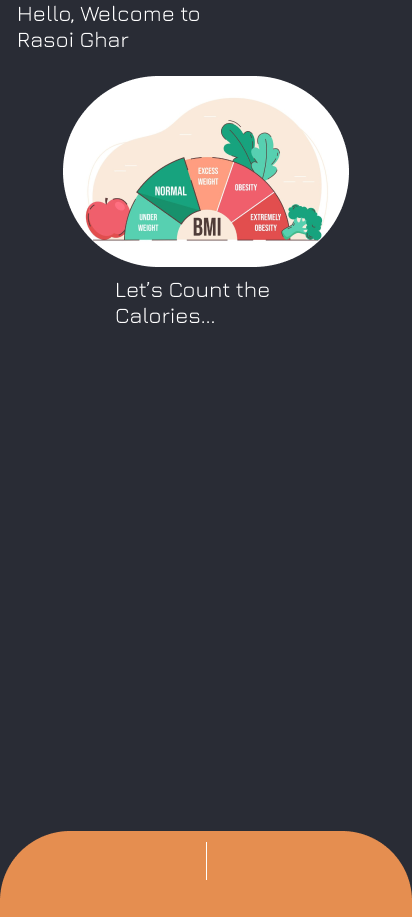 Hello, Welcome to
Rasoi Ghar
UNDER
WEIGHT
NORMAL
EXCESS
WEIGHT
OBESITY
EXTREMELY
OBESITY
BMI
Let's Count the
Calories...